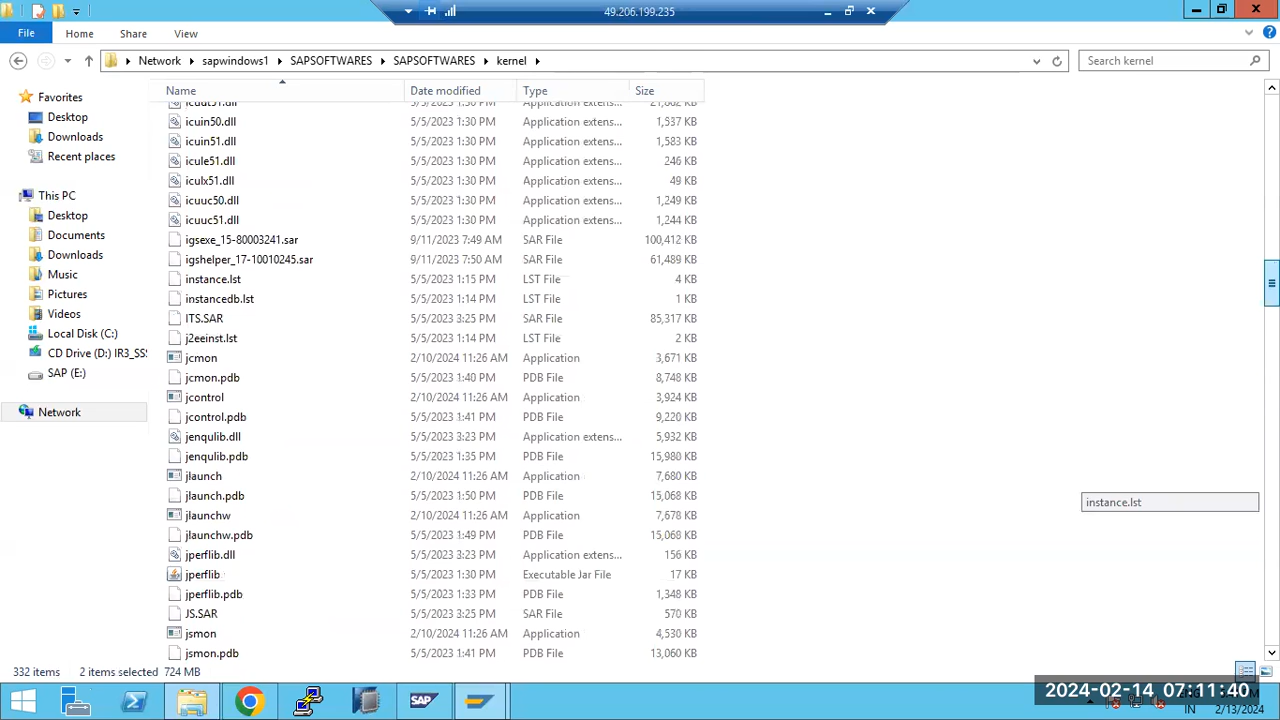 49.206.199.235
File Home Share View
Network sapwindows1 SAPSOFTWARES SAPSOFTWARES kernel
Search kernel
Name Date modified Type Size
Favorites
Desktop
Downloads
Recent places
This PC
Desktop
Documents
Downloads
Music
Pictures
Videos
Local Disk (C:)
CD Drive (D:) IR3_SS
SAP (E:)
Network
icuin50.dll 5/5/2023 1:30 PM Application extens... 1,537 KB
icuin51.dll 5/5/2023 1:30 PM Application extens... 1,583 KB
icule51.dll 5/5/2023 1:30 PM Application extens... 246 KB
iculx51.dll 5/5/2023 1:30 PM Application extens... 49 KB
icuuc50.dll 5/5/2023 1:30 PM Application extens... 1,249 KB
icuuc51.dll 5/5/2023 1:30 PM Application extens... 1,244 KB
igsexe_15-80003241.sar 9/11/2023 7:49 AM SAR File 100,412 KB
igshelper_17-10010245.sar 9/11/2023 7:50 AM SAR File 61,489 KB
instance.lst 5/5/2023 1:15 PM LST File 4 KB
instancedb.lst 5/5/2023 1:14 PM LST File 1 KB
ITS.SAR 5/5/2023 3:25 PM SAR File 85,317 KB
j2eeinst.lst 5/5/2023 1:14 PM LST File 2 KB
jcmon 2/10/2024 11:26 AM Application 3,671 KB
jcmon.pdb 5/5/2023 1:40 PM PDB File 8,748 KB
jcontrol 2/10/2024 11:26 AM Application 3,924 KB
jcontrol.pdb 5/5/2023 1:41 PM PDB File 9,220 KB
jenqulib.dll 5/5/2023 3:23 PM Application extens... 5,932 KB
jenqulib.pdb 5/5/2023 1:35 PM PDB File 15,980 KB
jlaunch 2/10/2024 11:26 AM Application 7,680 KB
jlaunch.pdb 5/5/2023 1:50 PM PDB File 15,068 KB
jlaunchw 2/10/2024 11:26 AM Application 7,678 KB
jlaunchw.pdb 5/5/2023 1:49 PM PDB File 15,068 KB
jperflib.dll 5/5/2023 3:23 PM Application extens... 156 KB
jperflib 5/5/2023 1:30 PM Executable Jar File 17 KB
jperflib.pdb 5/5/2023 1:33 PM PDB File 1,348 KB
JS.SAR 5/5/2023 3:25 PM SAR File 570 KB
jsmon 2/10/2024 11:26 AM Application 4,530 KB
jsmon.pdb 5/5/2023 1:41 PM PDB File 13,060 KB
instance.lst
332 items 2 items selected 724 MB
SAP
2024-02-14 07:11:40
IN 2/13/2024